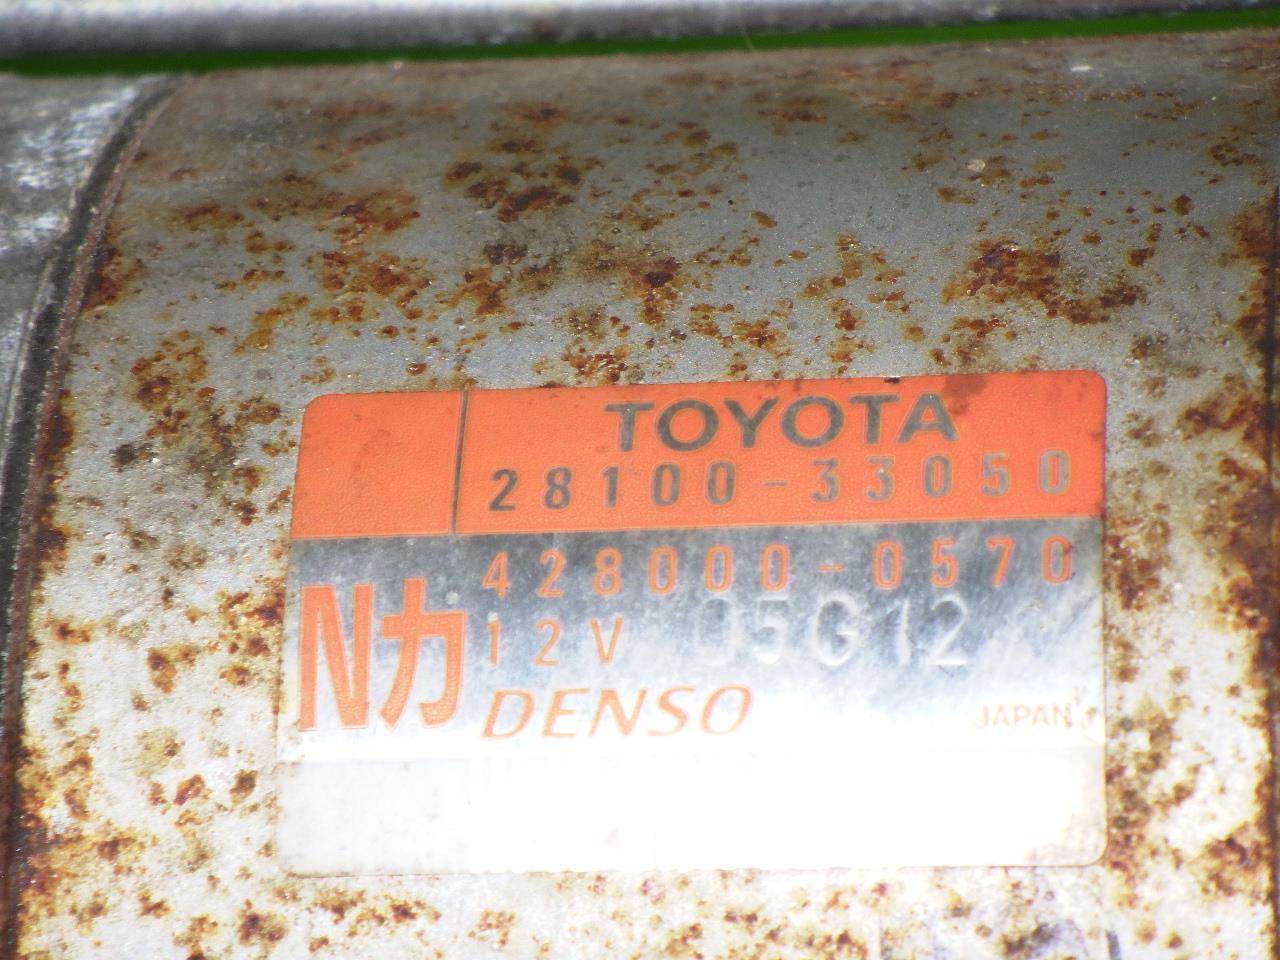 TOYOTA
28100-33050
428000-0570
Nカ
12V 05G12
DENSO
JAPAN